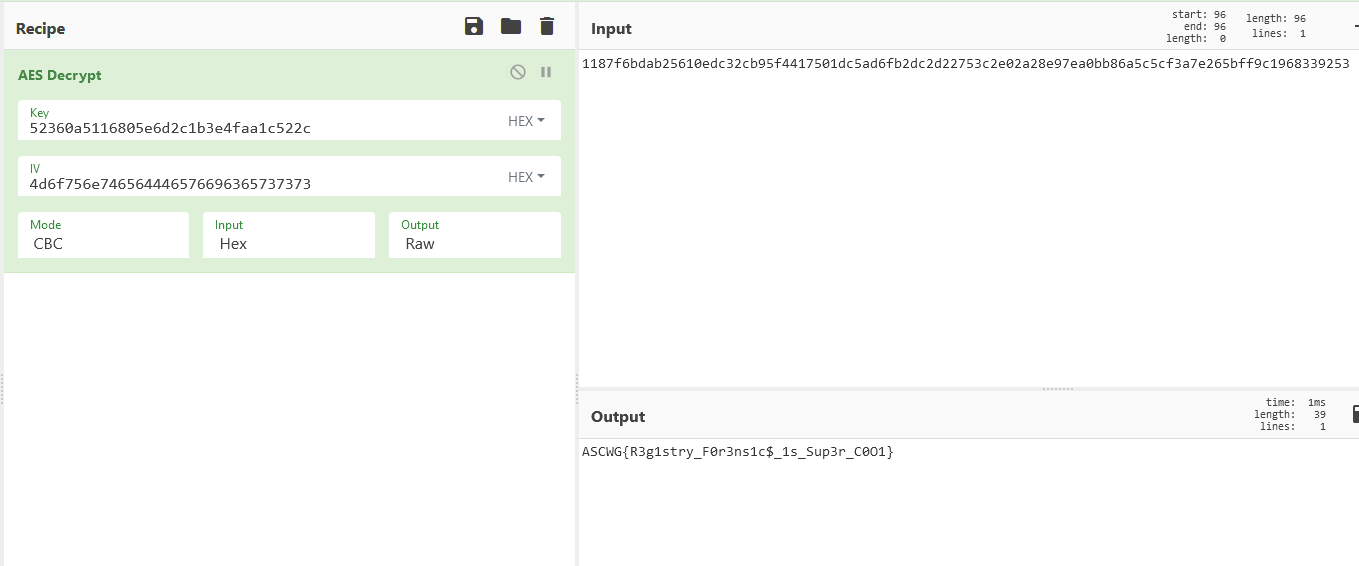 Recipe
AES Decrypt
Key
52360a5116805e6d2c1b3e4faa1c522c
HEX
IV
4d6f756e746564446576696365737373
HEX
Mode
CBC
Input
Hex
Output
Raw
Input
start: 96
end: 96
length: 0
length: 96
lines: 1
1187f6bdab25610edc32cb95f4417501dc5ad6fb2dc2d22753c2e02a28e97ea0bb86a5c5cf3a7e265bff9c1968339253
Output
time: 1ms
length: 39
lines: 1
ASCWG{R3g1stry_F0r3ns1c$_1s_Sup3r_C0O1}